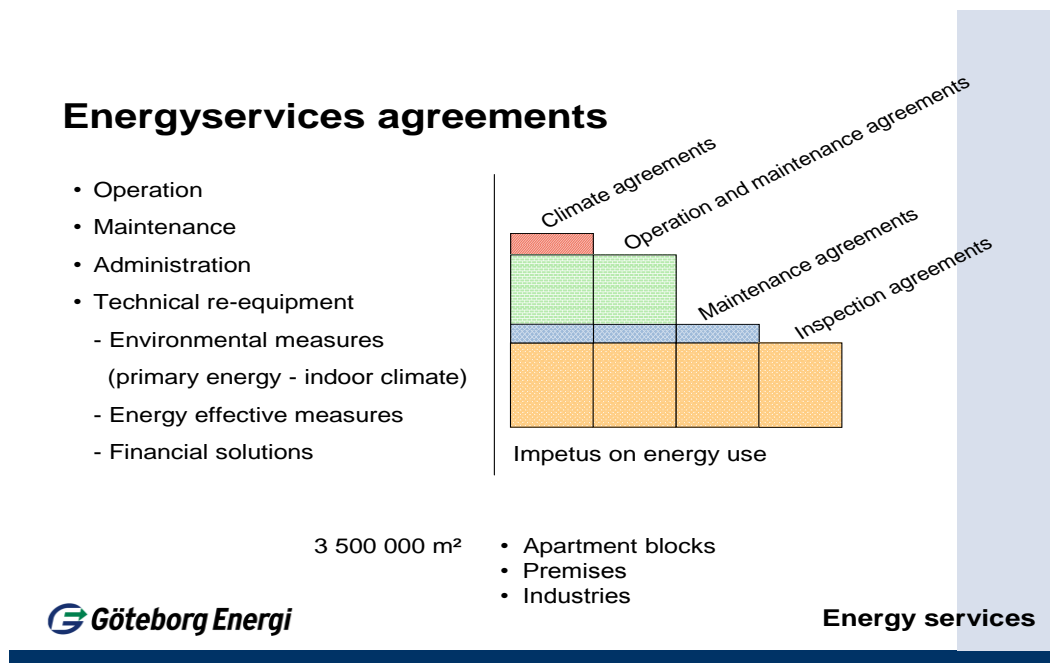 Energyservices agreements
• Operation
• Maintenance
• Administration
• Technical re-equipment
- Environmental measures
(primary energy - indoor climate)
- Energy effective measures
- Financial solutions
Climate agreements
Operation and maintenance agreements
Maintenance agreements
Inspection agreements
Impetus on energy use
3 500 000 m²
• Apartment blocks
• Premises
• Industries
Göteborg Energi
Energy services